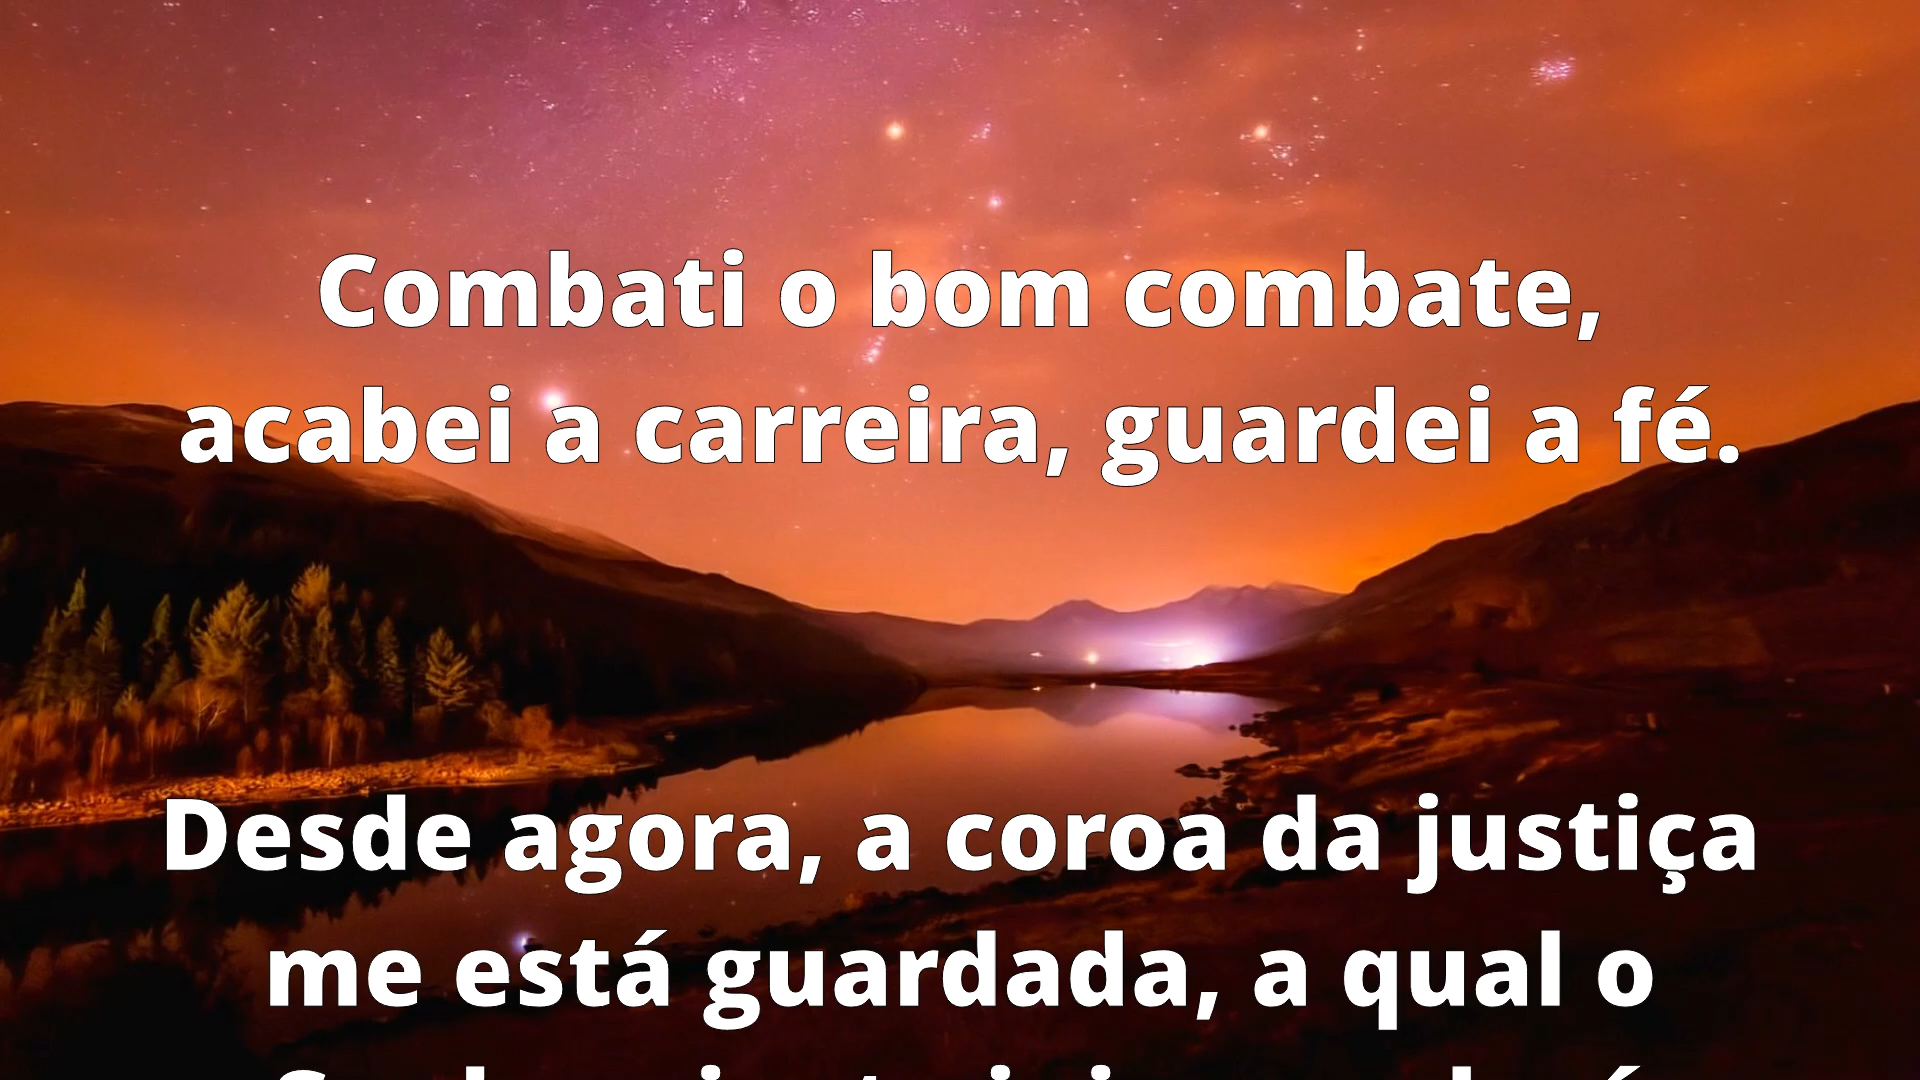 Combati o bom combate,
acabei a carreira, guardei a fé.
Desde agora, a coroa da justiça
me está guardada, a qual o